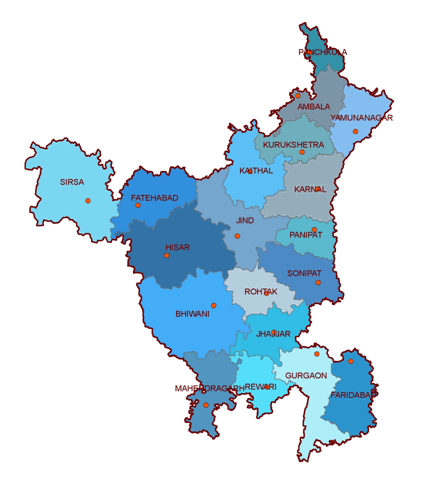 PANCHKULA
AMBALA
YAMUNANAGAR
KURUKSHETRA
KAITHAL
KARNAL
SIRSA
FATEHABAD
JIND
PANIPAT
HISAR
SONIPAT
ROHTAK
BHIWANI
JHAJJAR
GURGAON
MAHENDRAGARH
REWARI
FARIDABAD